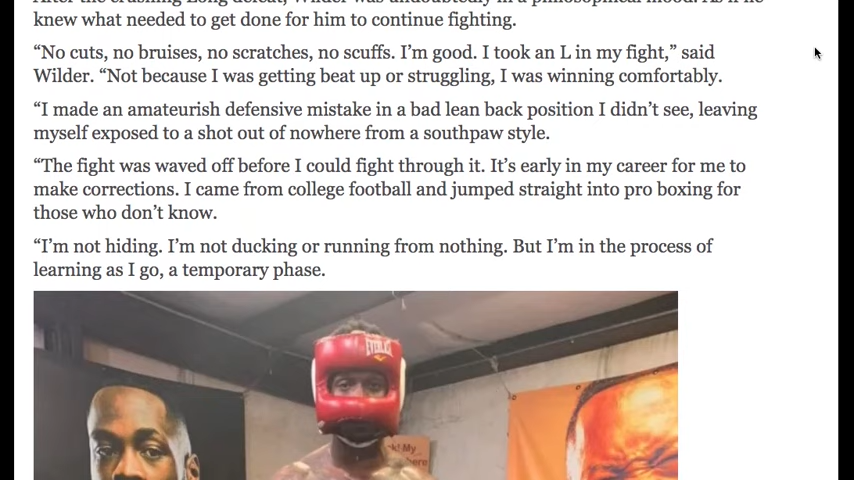 knew what needed to get done for him to continue fighting.
“No cuts, no bruises, no scratches, no scuffs. I’m good. I took an L in my fight,” said
Wilder. “Not because I was getting beat up or struggling, I was winning comfortably.
“I made an amateurish defensive mistake in a bad lean back position I didn’t see, leaving
myself exposed to a shot out of nowhere from a southpaw style.
“The fight was waved off before I could fight through it. It’s early in my career for me to
make corrections. I came from college football and jumped straight into pro boxing for
those who don’t know.
“I’m not hiding. I’m not ducking or running from nothing. But I’m in the process of
learning as I go, a temporary phase.
EVERLAST
My
here